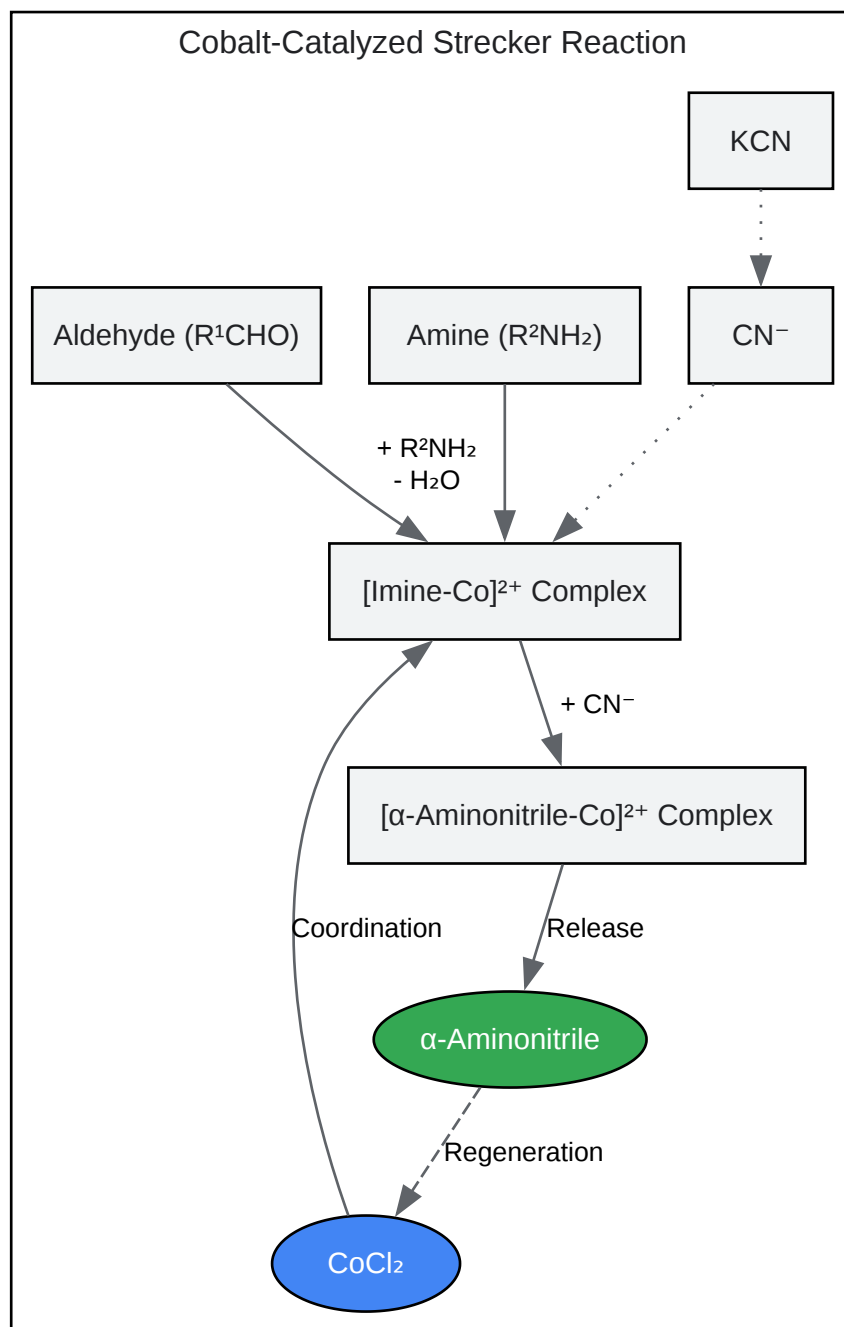 Cobalt-Catalyzed Strecker Reaction
KCN
Aldehyde (R¹CHO)
Amine (R²NH₂)
CN⁻
+ R²NH₂
- H₂O
[Imine-Co]²⁺ Complex
+ CN⁻
[α-Aminonitrile-Co]²⁺ Complex
Coordination
Release
α-Aminonitrile
Regeneration
CoCl₂